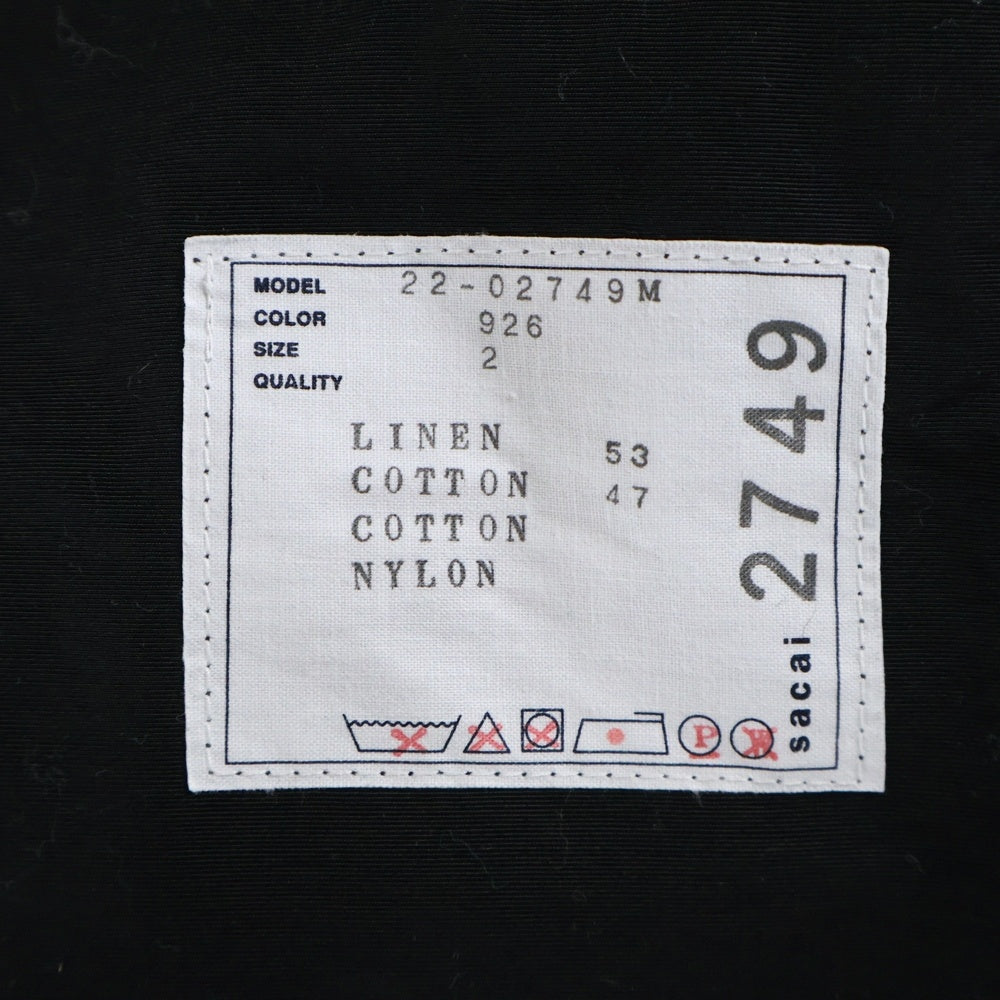 MODEL 22-02749M
COLOR 926
SIZE 2
QUALITY
LINEN 53
COTTON 47
COTTON
NYLON
P
W
sacai 2749